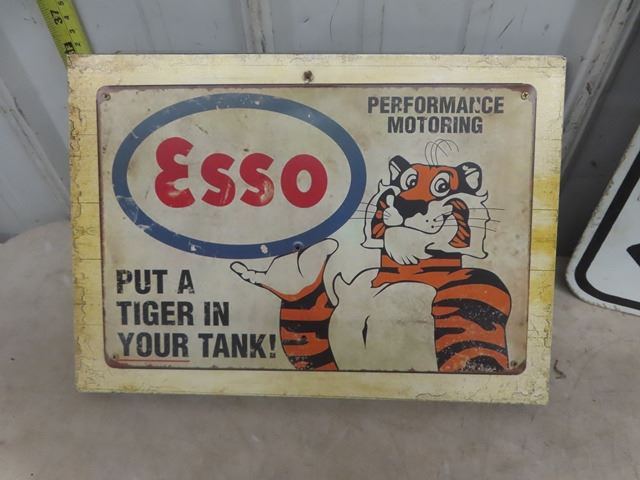 Esso
PERFORMANCE
MOTORING
PUT A
TIGER IN
YOUR TANK!